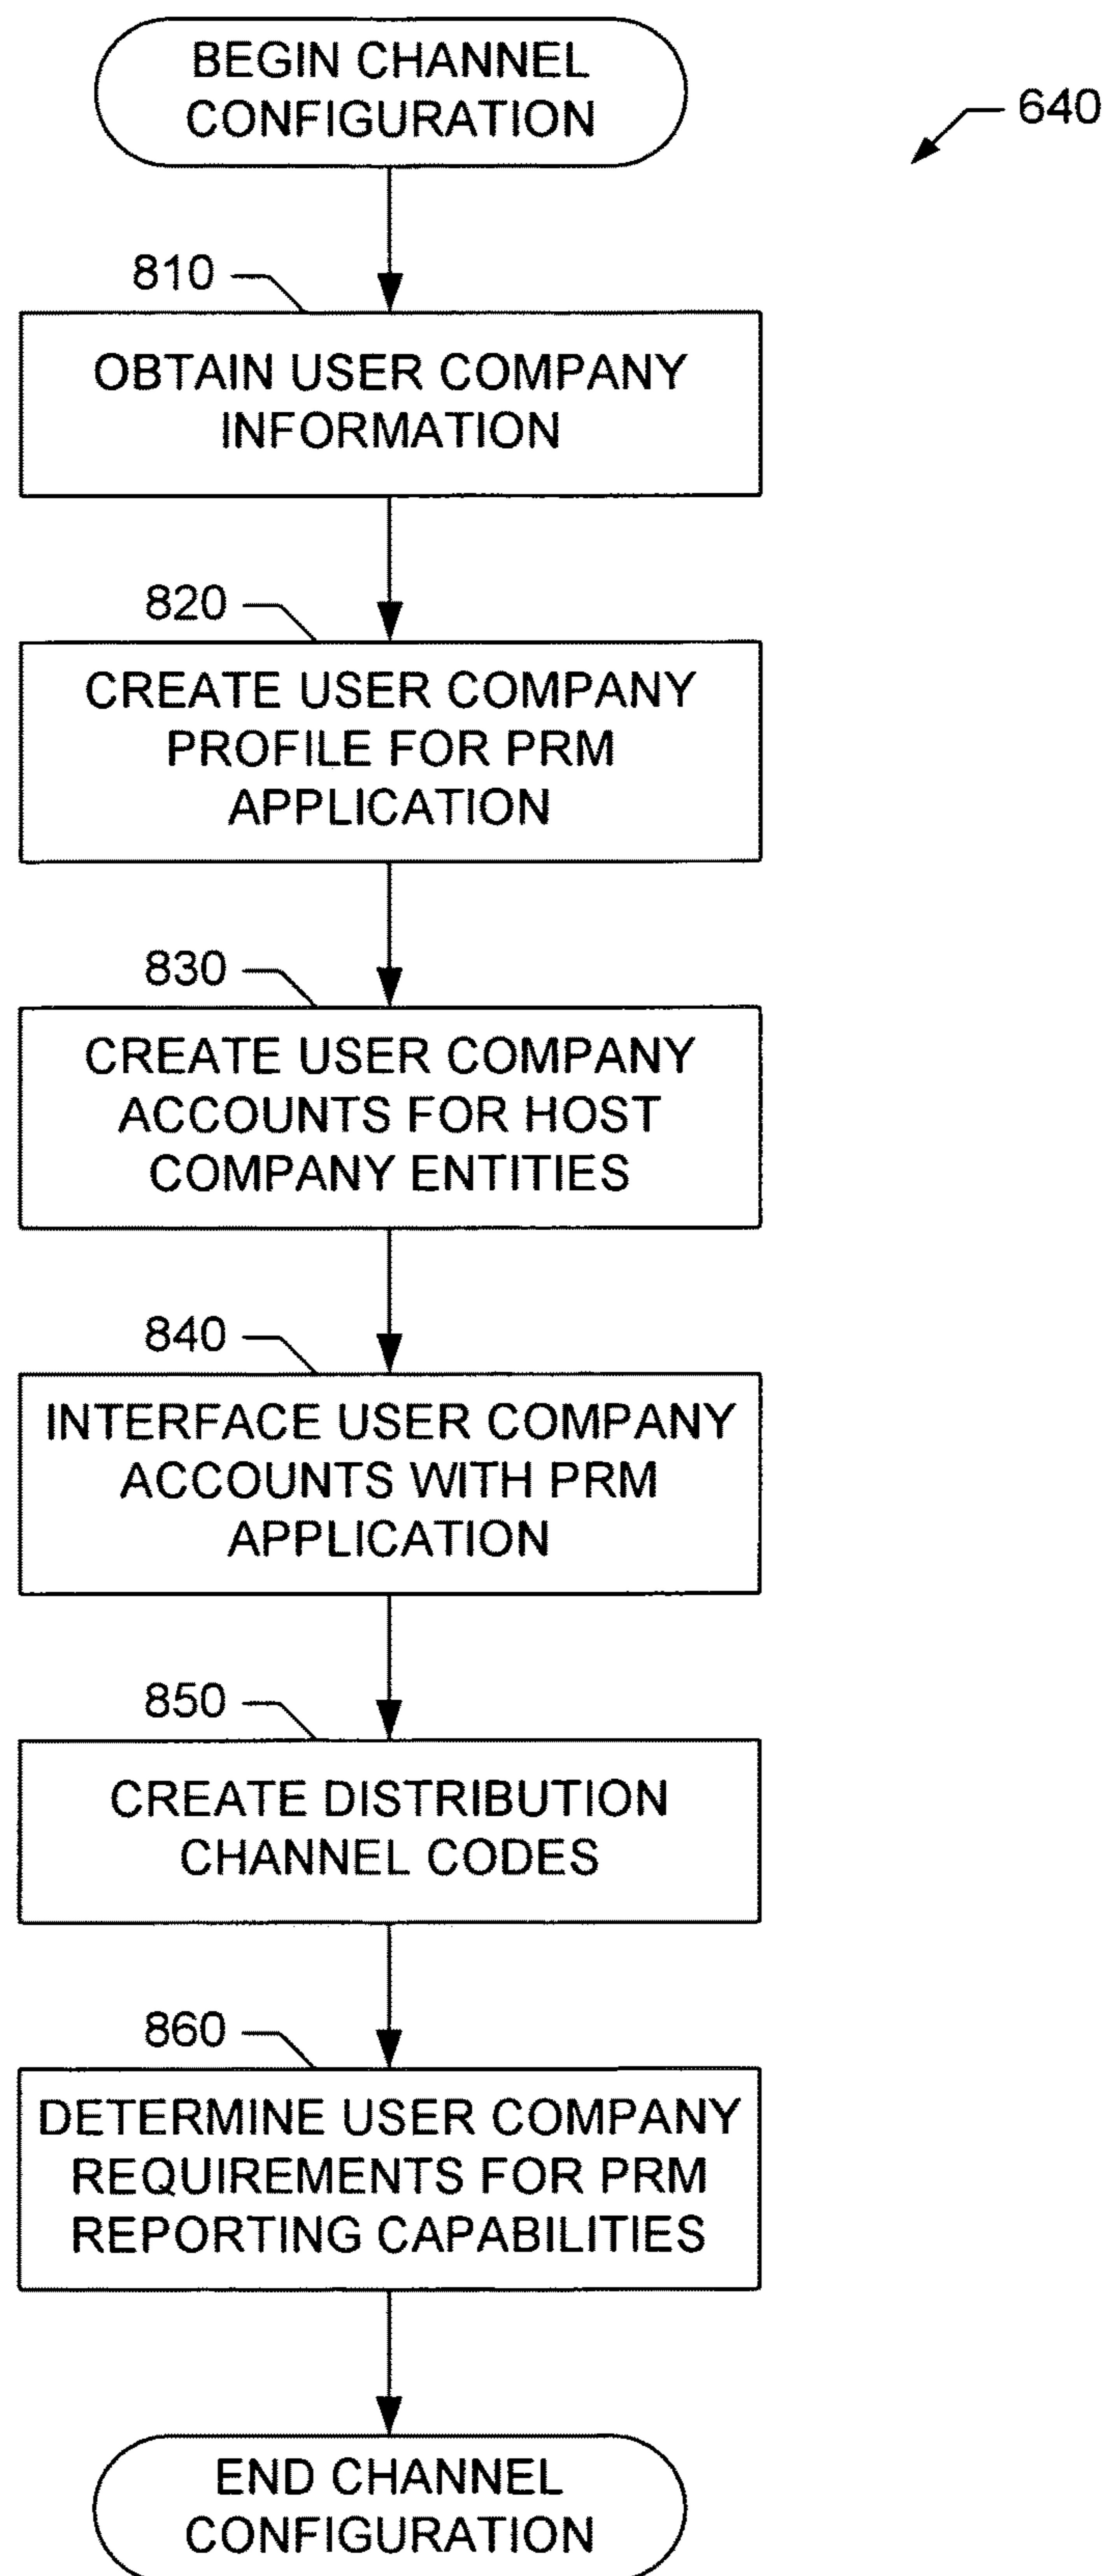 BEGIN CHANNEL
CONFIGURATION
640
810
OBTAIN USER COMPANY
INFORMATION
820
CREATE USER COMPANY
PROFILE FOR PRM
APPLICATION
830
CREATE USER COMPANY
ACCOUNTS FOR HOST
COMPANY ENTITIES
840
INTERFACE USER COMPANY
ACCOUNTS WITH PRM
APPLICATION
850
CREATE DISTRIBUTION
CHANNEL CODES
860
DETERMINE USER COMPANY
REQUIREMENTS FOR PRM
REPORTING CAPABILITIES
END CHANNEL
CONFIGURATION